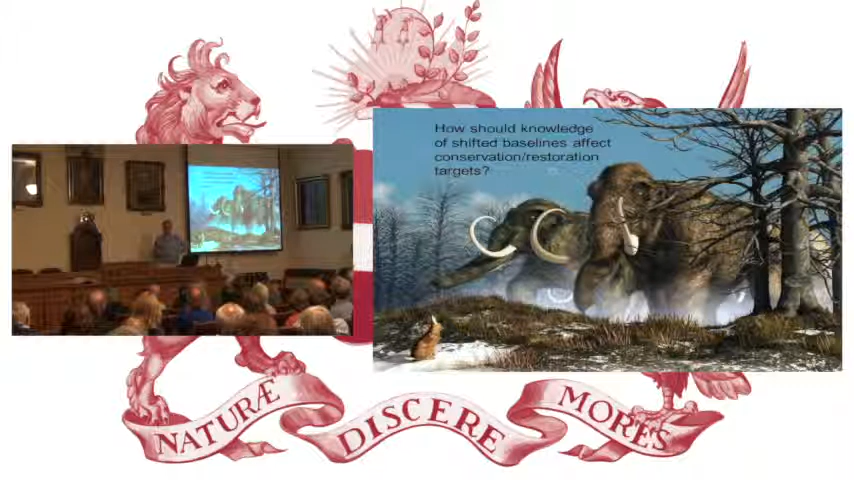 How should knowledge
of shifted baselines affect
conservation/restoration
targets?
NATURÆ
DISCERE
MORES